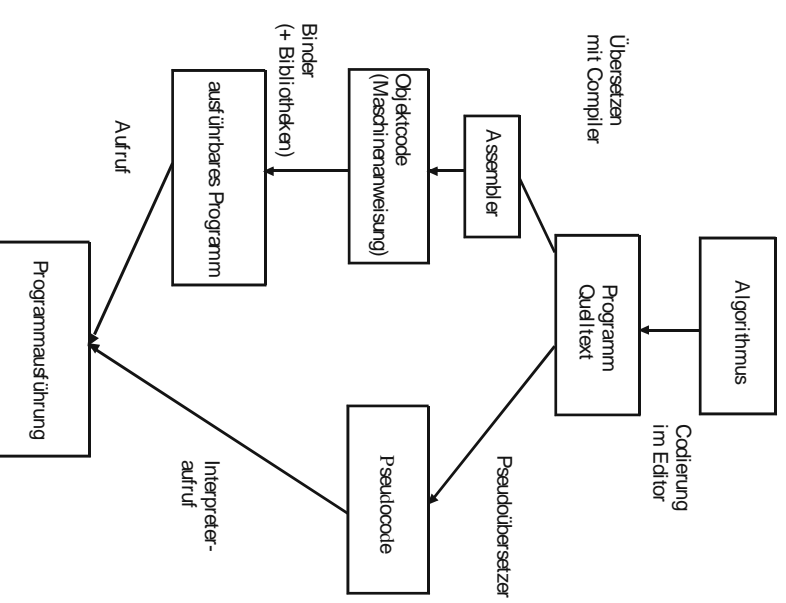 Algorithmus
Codierung
im Editor
Programm
Quelltext
Übersetzen
mit Compiler
Pseudoübersetzer
Assembler
Objektcode
(Maschinenanweisung)
Pseudocode
Binder
(+ Bibliotheken)
ausführbares Programm
Interpreter-
aufruf
Aufruf
Programmausführung